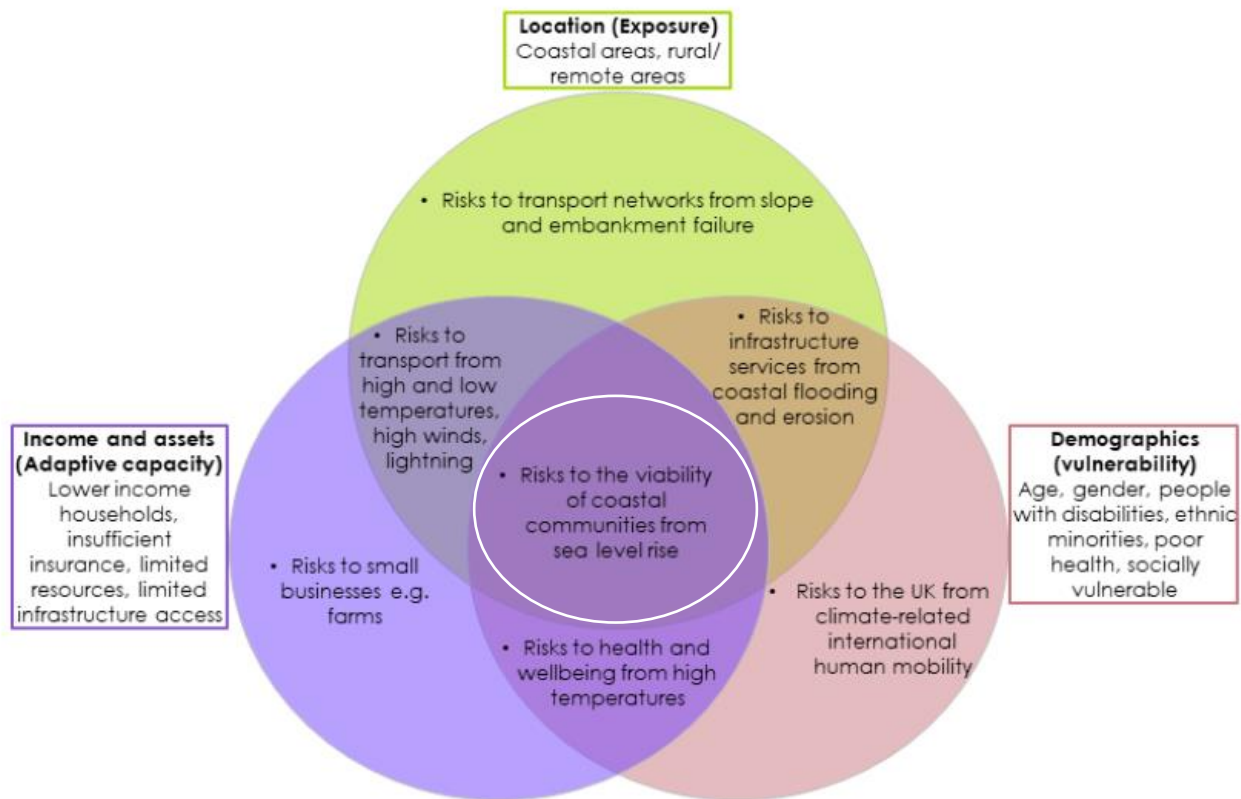 Location (Exposure)
Coastal areas, rural/
remote areas
• Risks to transport networks from slope
and embankment failure
• Risks to
transport from
high and low
temperatures,
high winds,
lightning
• Risks to
infrastructure
services from
coastal flooding
and erosion
Income and assets
(Adaptive capacity)
Lower income
households,
insufficient
insurance, limited
resources, limited
infrastructure access
• Risks to the viability
of coastal
communities from
sea level rise
Demographics
(vulnerability)
Age, gender, people
with disabilities, ethnic
minorities, poor
health, socially
vulnerable
• Risks to small
businesses e.g.
farms
• Risks to the UK from
climate-related
international
human mobility
• Risks to health and
wellbeing from high
temperatures